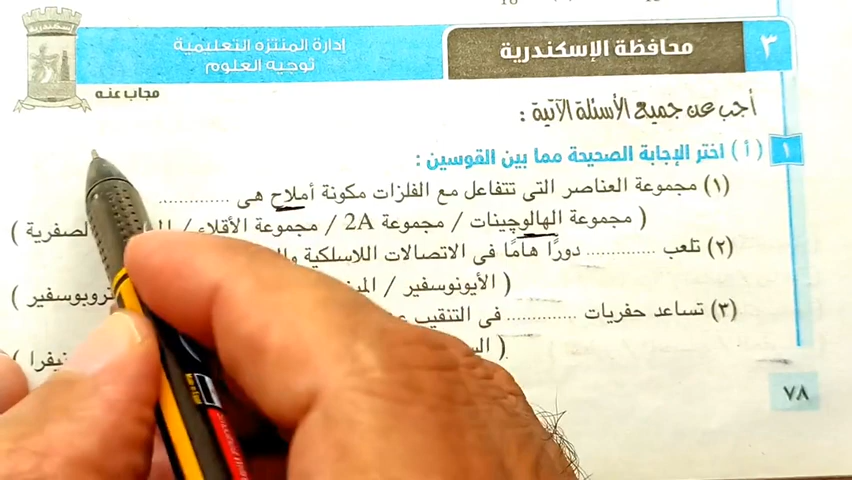 ٣
محافظة الإسكندرية
إدارة المنتزه التعليمية
توجيه العلوم
مجاب عنه
أجب عن جميع الأسئلة الآتية :
١ ( أ ) اختر الإجابة الصحيحة مما بين القوسين :
(١) مجموعة العناصر التى تتفاعل مع الفلزات مكونة أملاح هى ..............
( مجموعة الهالوچينات / مجموعة 2A / مجموعة الأقلاء / الصفرية )
(٢) تلعب .............. دورًا هامًا فى الاتصالات اللاسلكية
( الأيونوسفير /
(٣) تساعد حفريات .............. فى التنقيب
٧٨